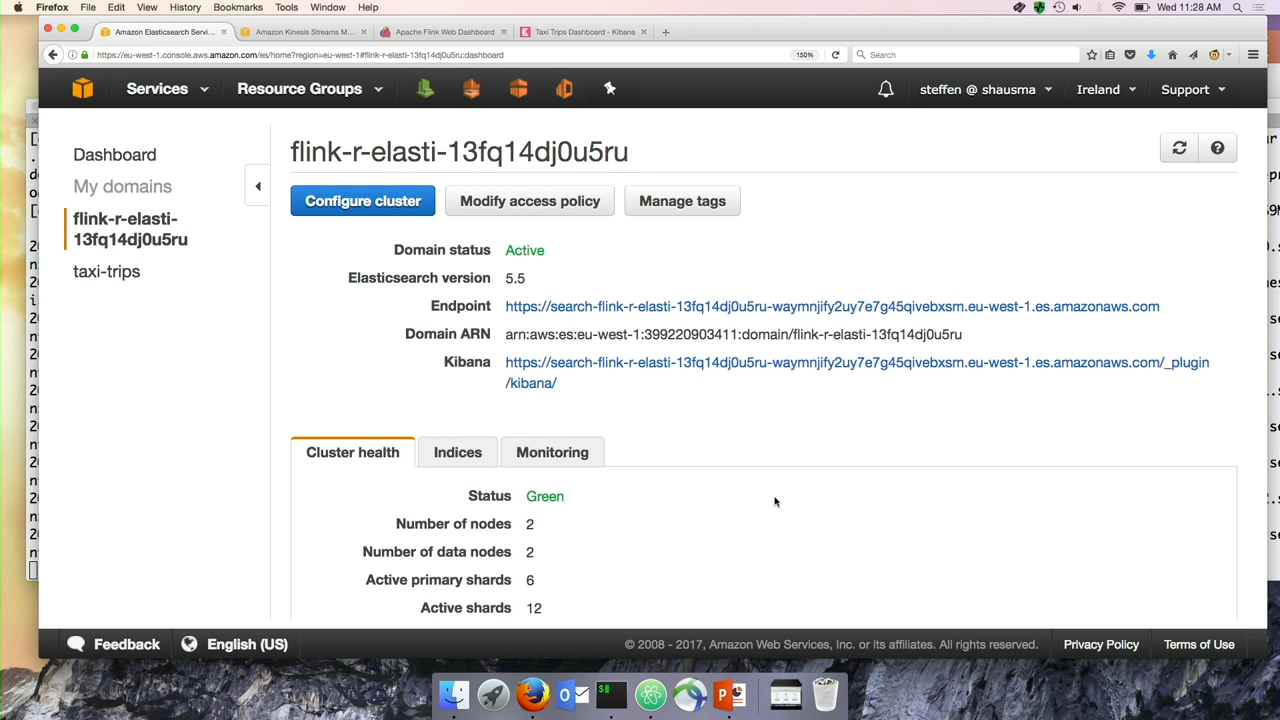 Firefox File Edit View History Bookmarks Tools Window Help Wed 11:28 AM
Amazon Elasticsearch Servi... Amazon Kinesis Streams M... Apache Flink Web Dashboard Taxi Trips Dashboard - Kibana
https://eu-west-1.console.aws.amazon.com/es/home?region=eu-west-1#flink-r-elasti-13fq14dj0u5ru:dashboard 150% Search
Services Resource Groups steffen @ shausma Ireland Support
Dashboard
My domains
flink-r-elasti-
13fq14dj0u5ru
taxi-trips
flink-r-elasti-13fq14dj0u5ru
Configure cluster Modify access policy Manage tags
Domain status Active
Elasticsearch version 5.5
Endpoint https://search-flink-r-elasti-13fq14dj0u5ru-waymnjify2uy7e7g45qivebxsm.eu-west-1.es.amazonaws.com
Domain ARN arn:aws:es:eu-west-1:399220903411:domain/flink-r-elasti-13fq14dj0u5ru
Kibana https://search-flink-r-elasti-13fq14dj0u5ru-waymnjify2uy7e7g45qivebxsm.eu-west-1.es.amazonaws.com/_plugin
/kibana/
Cluster health Indices Monitoring
Status Green
Number of nodes 2
Number of data nodes 2
Active primary shards 6
Active shards 12
Feedback English (US) © 2008 - 2017, Amazon Web Services, Inc. or its affiliates. All rights reserved. Privacy Policy Terms of Use